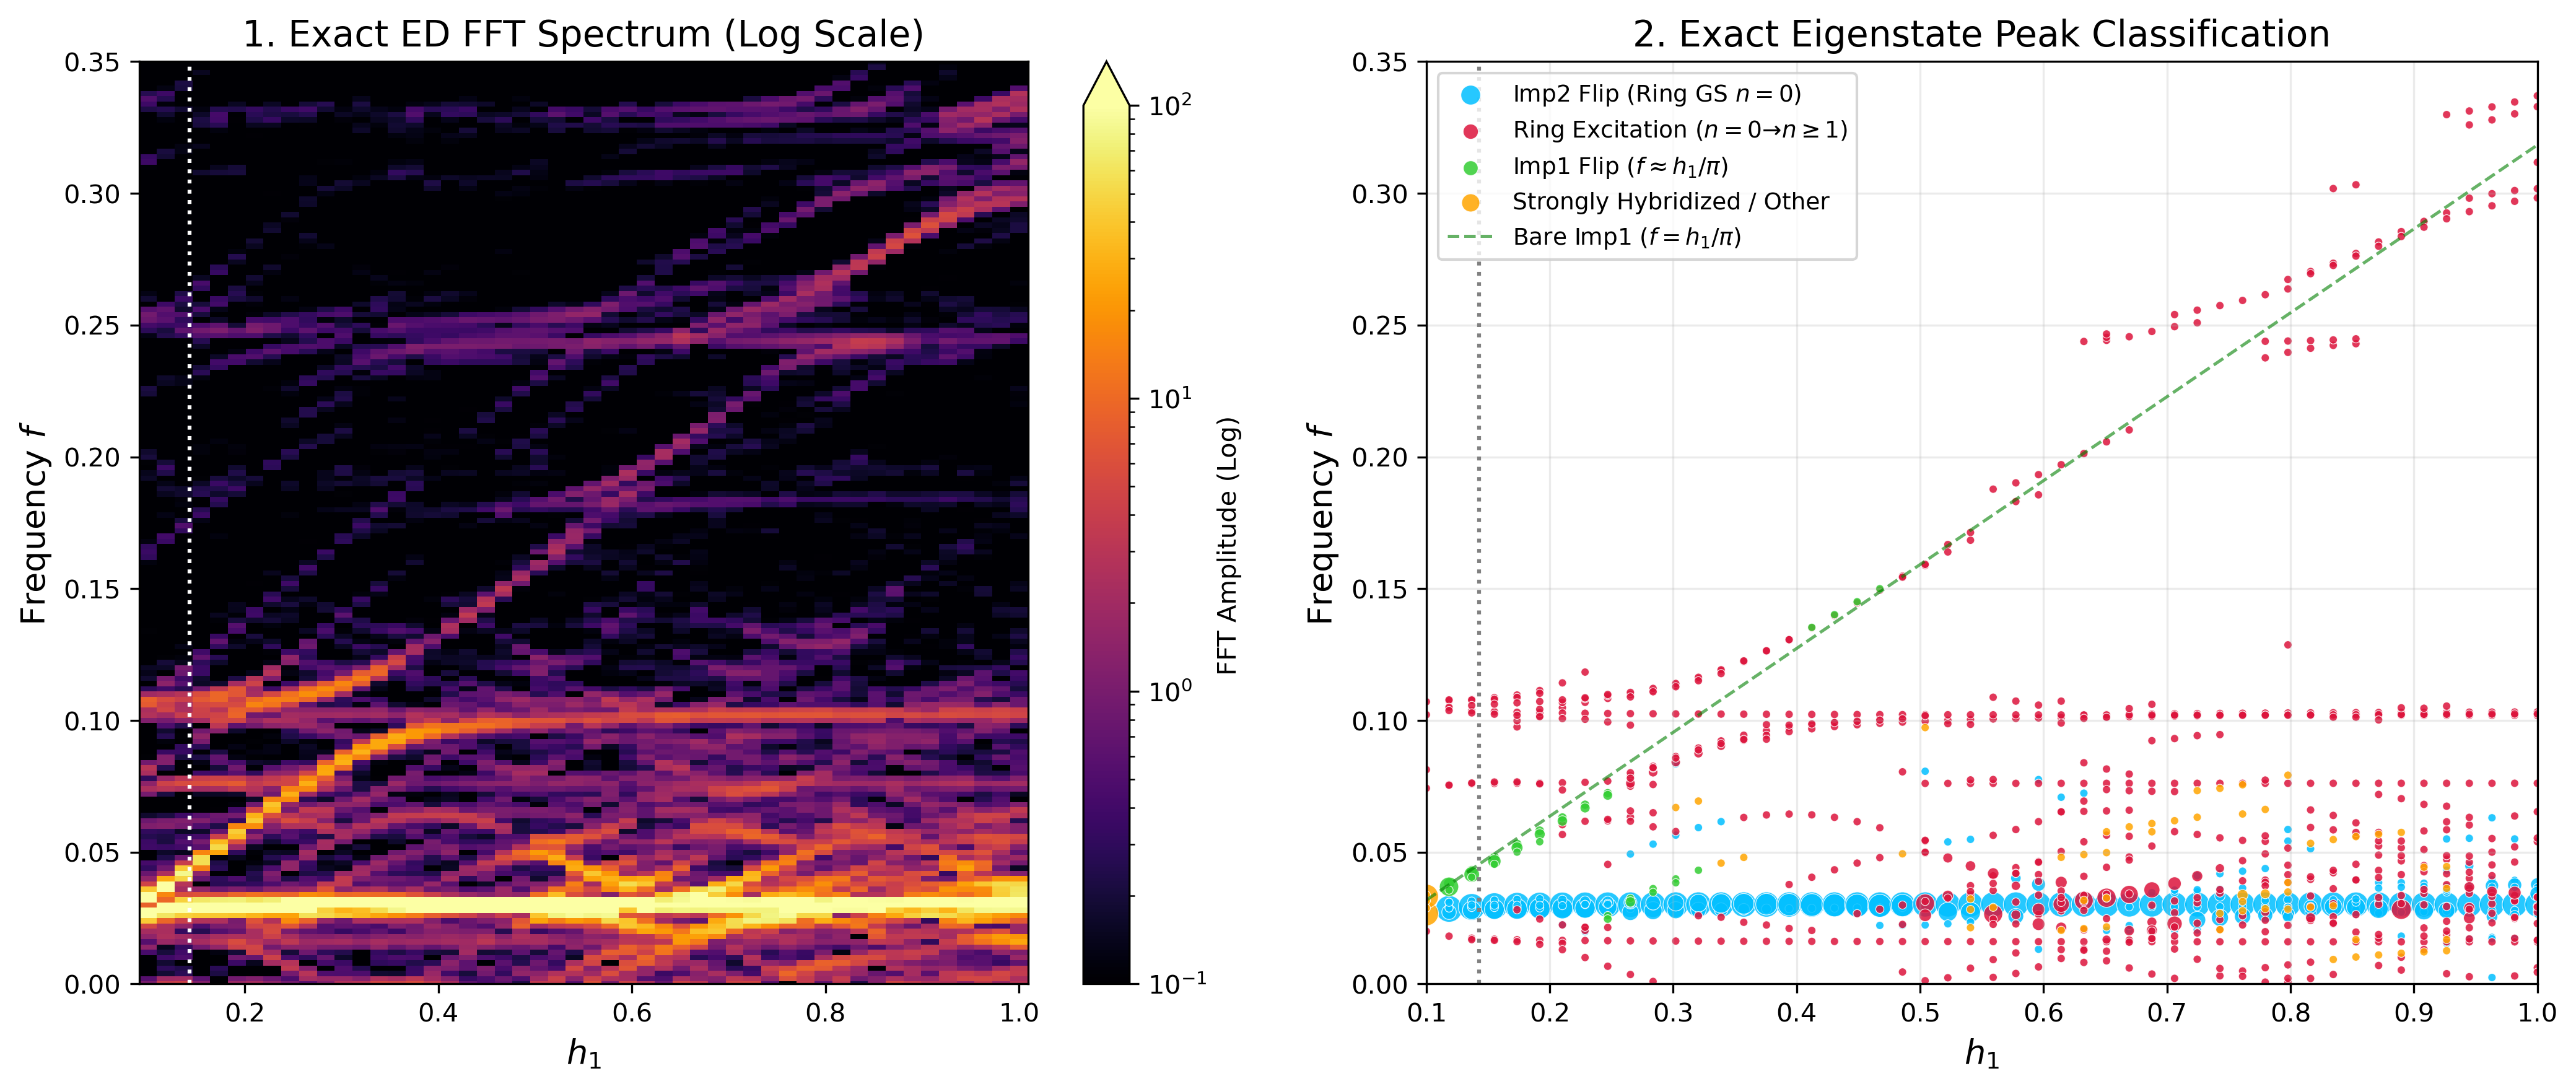 1. Exact ED FFT Spectrum (Log Scale)
0.35
0.30
0.25
0.20
0.15
0.10
0.05
0.00
Frequency f
0.2
0.4
0.6
0.8
1.0
h₁
10²
10¹
10⁰
10⁻¹
FFT Amplitude (Log)
2. Exact Eigenstate Peak Classification
Imp2 Flip (Ring GS n = 0)
Ring Excitation (n = 0→n ≥ 1)
Imp1 Flip (f ≈ h₁/π)
Strongly Hybridized / Other
Bare Imp1 (f = h₁/π)
0.35
0.30
0.25
0.20
0.15
0.10
0.05
0.00
Frequency f
0.1
0.2
0.3
0.4
0.5
0.6
0.7
0.8
0.9
1.0
h₁